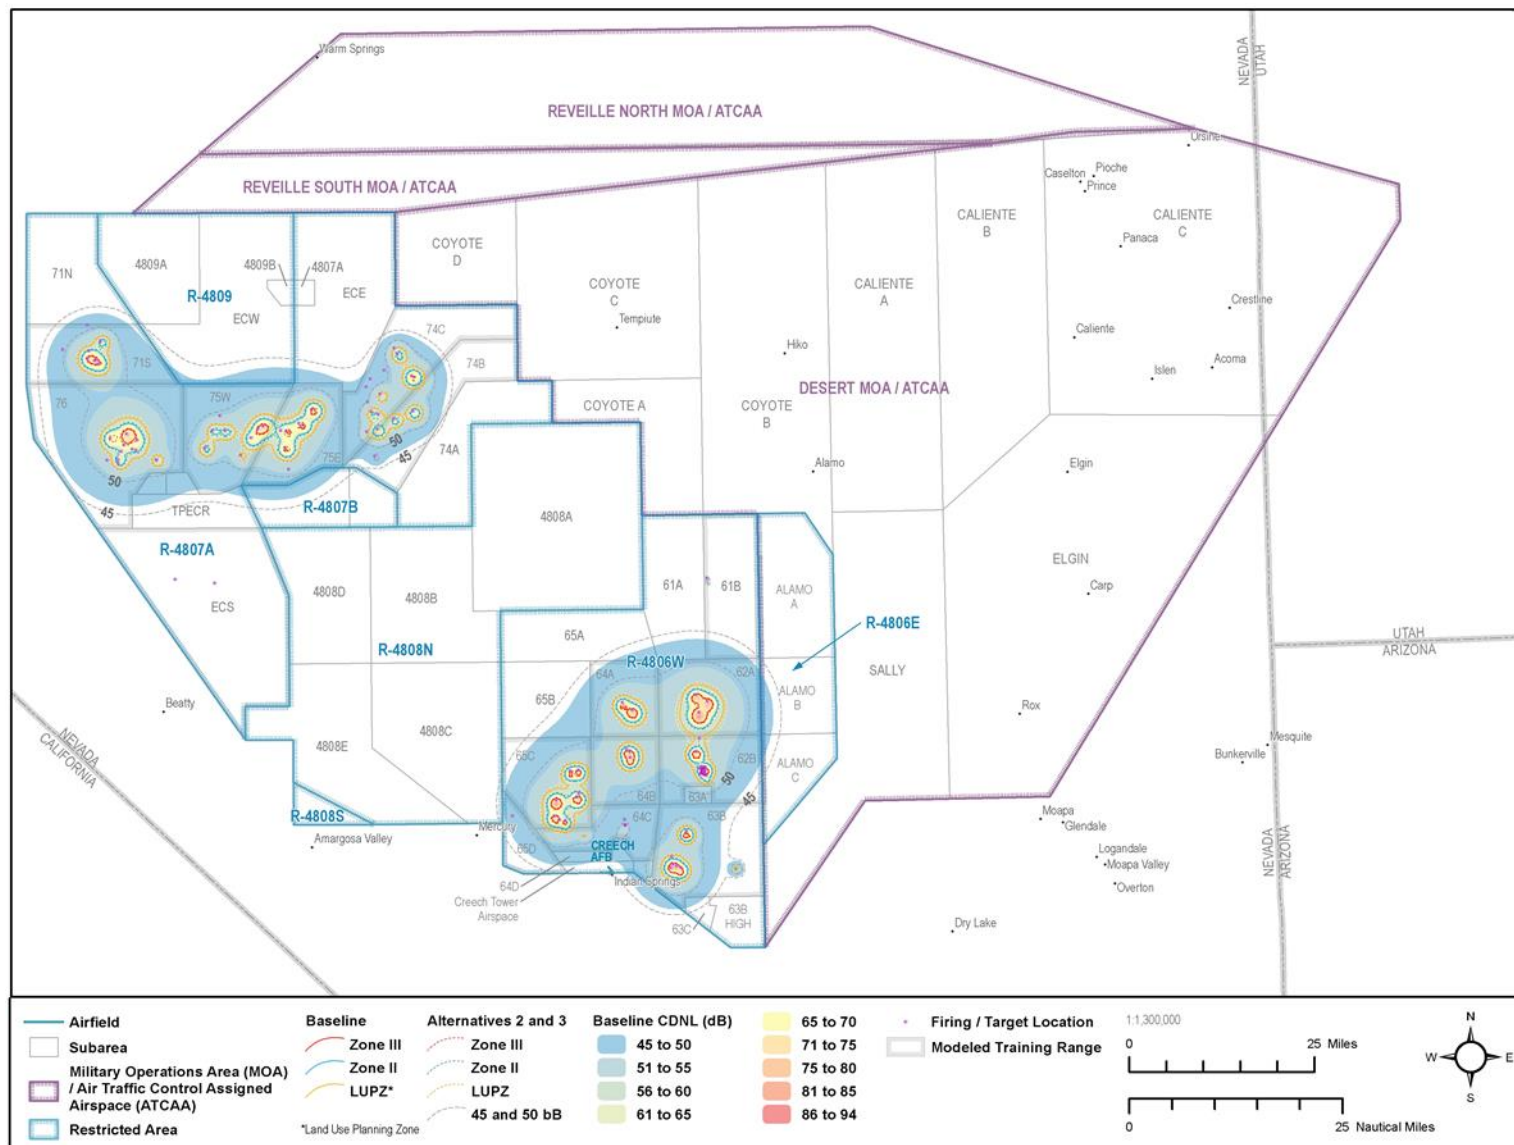 Warm Springs
NEVADA
UTAH
REVEILLE NORTH MOA / ATCAA
Ursine
REVEILLE SOUTH MOA / ATCAA
Pioche
Caselton
Prince
CALIENTE
B
CALIENTE
C
Panaca
COYOTE
D
71N
4809A
4809B
4807A
R-4809
ECE
ECW
COYOTE
C
Tempiute
CALIENTE
A
Crestline
Caliente
Acoma
Islen
Hiko
74C
74B
71S
76
75W
75E
DESERT MOA / ATCAA
COYOTE A
COYOTE
B
50
45
74A
Alamo
Elgin
50
45
TPECR
R-4807B
4808A
R-4807A
ECS
4808D
4808B
61A
61B
ALAMO
A
ELGIN
Carp
R-4806E
R-4808N
65A
R-4806W
64A
62A
ALAMO
B
SALLY
UTAH
ARIZONA
Beatty
65B
Rox
4808E
4808C
65C
62B
ALAMO
C
Mesquite
Bunkerville
NEVADA
CALIFORNIA
50
45
64B
63A
R-4808S
Mercury
64C
63B
Amargosa Valley
65D
CREECH
AFB
Moapa
Glendale
Logandale
Moapa Valley
Overton
NEVADA
ARIZONA
64D
Indian Springs
Creech Tower
Airspace
63C
63B
HIGH
Dry Lake
Airfield
Subarea
Military Operations Area (MOA)
/ Air Traffic Control Assigned
Airspace (ATCAA)
Restricted Area
Baseline
Zone III
Zone II
LUPZ*
*Land Use Planning Zone
Alternatives 2 and 3
Zone III
Zone II
LUPZ
45 and 50 bB
Baseline CDNL (dB)
45 to 50
51 to 55
56 to 60
61 to 65
65 to 70
71 to 75
75 to 80
81 to 85
86 to 94
Firing / Target Location
Modeled Training Range
1:1,300,000
0 25 Miles
0 25 Nautical Miles
N
W E
S